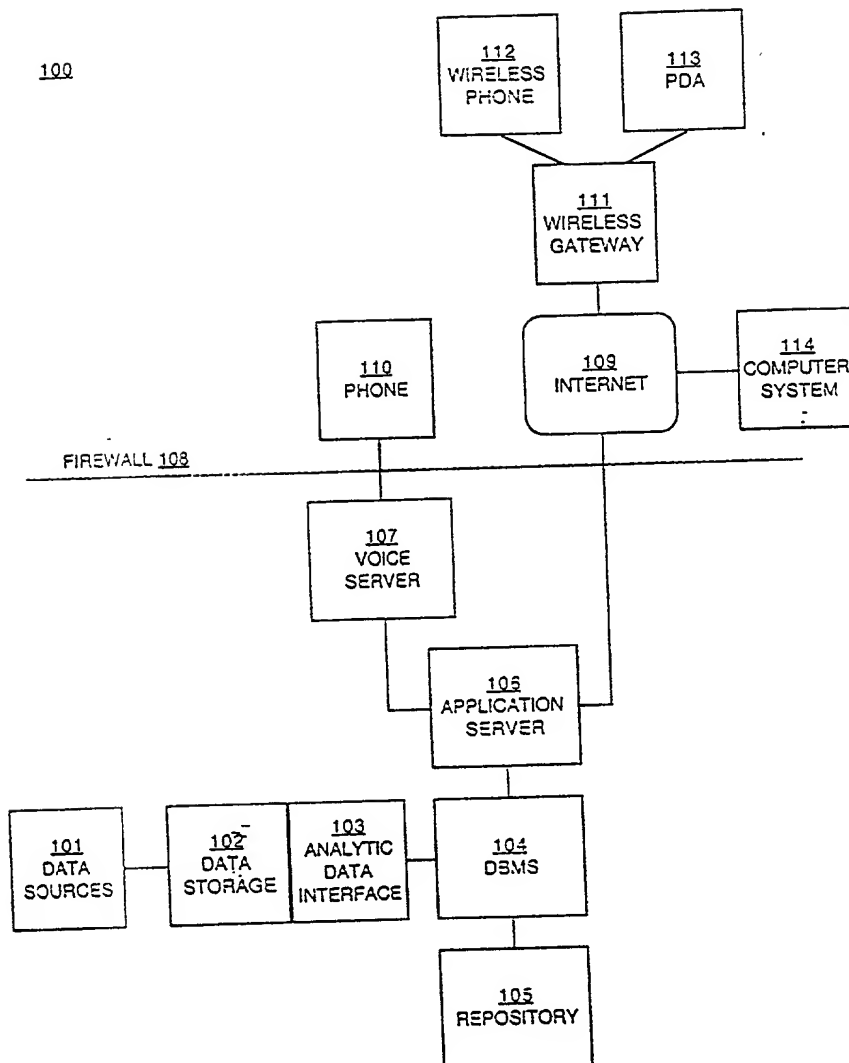 100
112
WIRELESS
PHONE
113
PDA
111
WIRELESS
GATEWAY
110
PHONE
109
INTERNET
114
COMPUTER
SYSTEM
FIREWALL 108
107
VOICE
SERVER
106
APPLICATION
SERVER
101
DATA
SOURCES
102
DATA
STORAGE
103
ANALYTIC
DATA
INTERFACE
104
DBMS
105
REPOSITORY